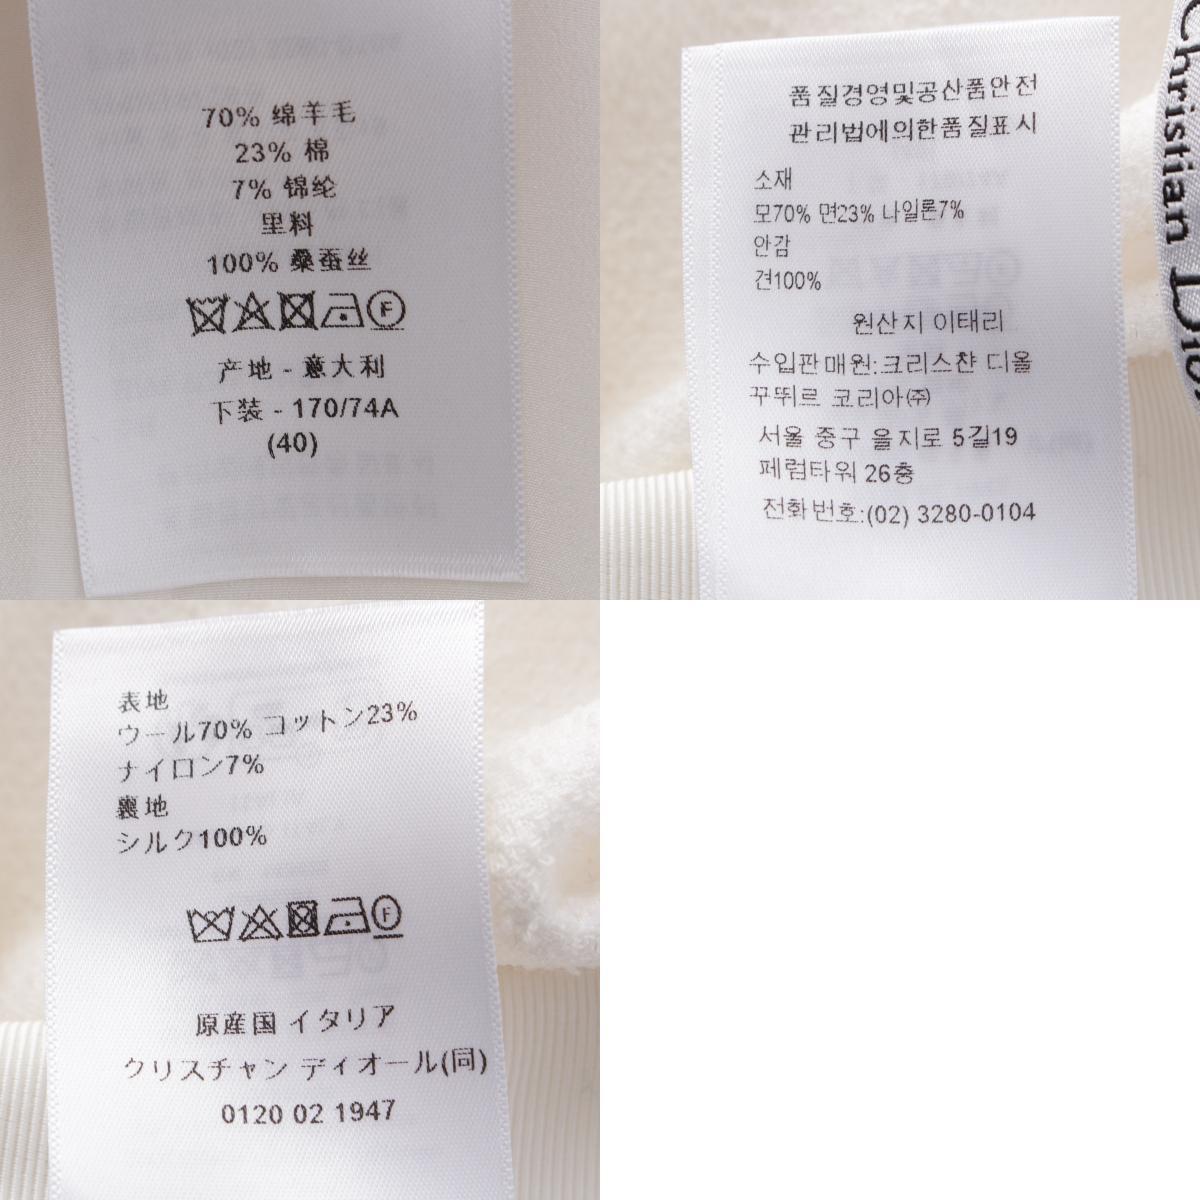 70% 绵羊毛
23% 棉
7% 锦纶
里料
100% 桑蚕丝
F
产地 - 意大利
下装 - 170/74A
(40)
품질경영및공산품안전
관리법에의한품질표시
소재
모70% 면23% 나일론7%
안감
견100%
원산지 이태리
수입판매원:크리스챤 디올
꾸뛰르 코리아㈜
서울 중구 을지로 5길19
페럼타워 26층
전화번호:(02) 3280-0104
Christian Dior
表地
ウール70% コットン23%
ナイロン7%
裏地
シルク100%
F
原産国 イタリア
クリスチャン ディオール(同)
0120 02 1947